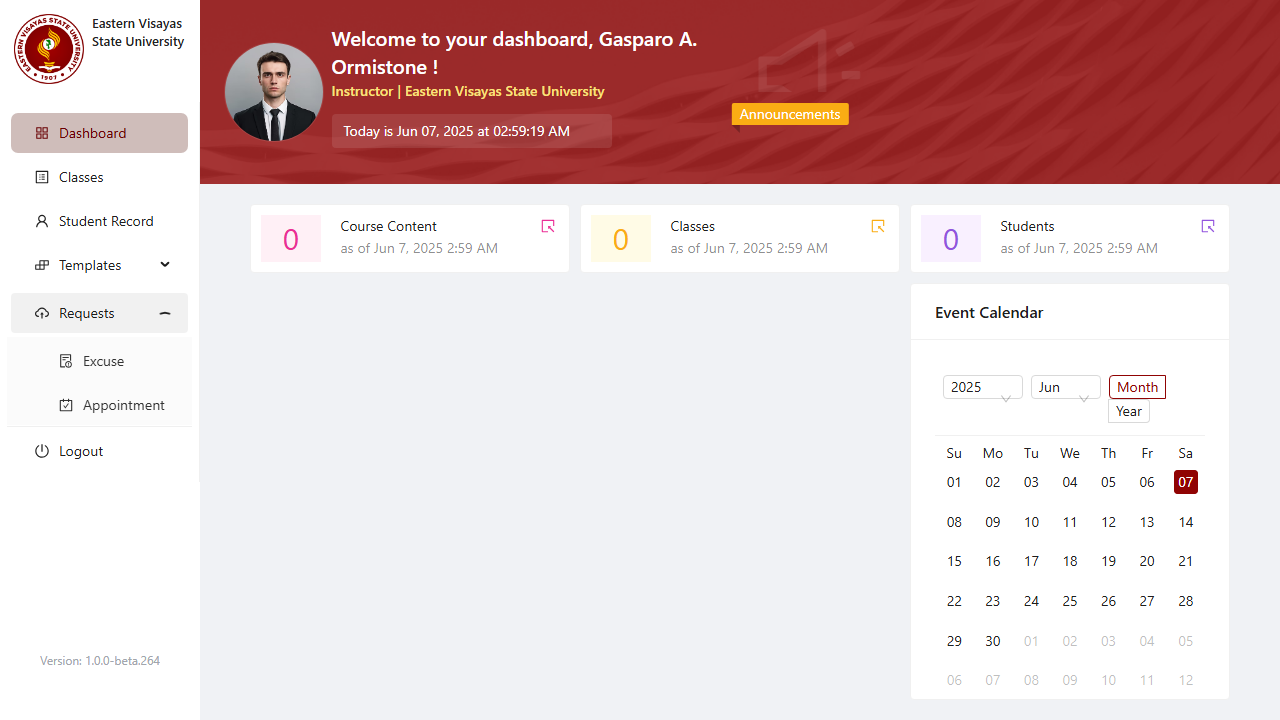 EASTERN VISAYAS STATE UNIVERSITY
1907
Eastern Visayas
State University
Dashboard
Classes
Student Record
Templates
Requests
Excuse
Appointment
Logout
Version: 1.0.0-beta.264
Welcome to your dashboard, Gasparo A.
Ormistone !
Instructor | Eastern Visayas State University
Today is Jun 07, 2025 at 02:59:19 AM
Announcements
0
Course Content
as of Jun 7, 2025 2:59 AM
0
Classes
as of Jun 7, 2025 2:59 AM
0
Students
as of Jun 7, 2025 2:59 AM
Event Calendar
2025 Jun Month
Year
Su Mo Tu We Th Fr Sa
01 02 03 04 05 06 07
08 09 10 11 12 13 14
15 16 17 18 19 20 21
22 23 24 25 26 27 28
29 30 01 02 03 04 05
06 07 08 09 10 11 12